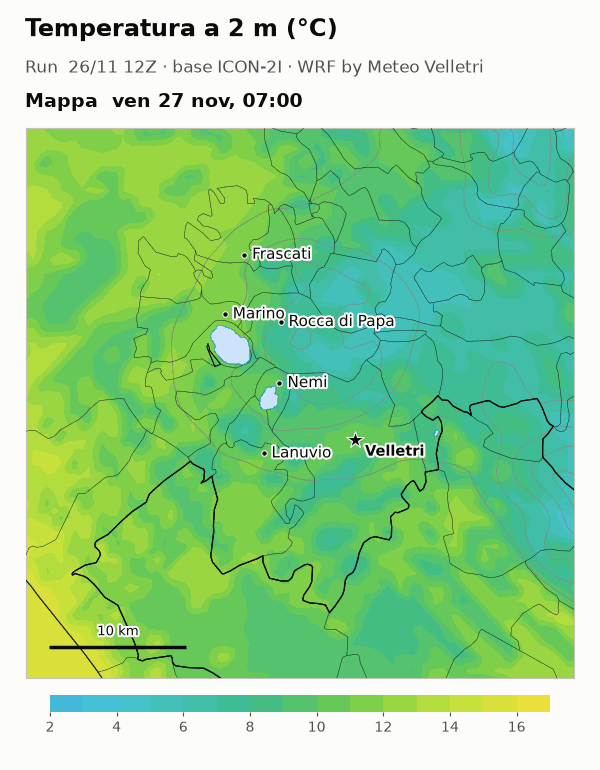 Temperatura a 2 m (°C)
Run  26/11 12Z · base ICON-2I · WRF by Meteo Velletri
Mappa  ven 27 nov, 07:00
Frascati
Marino
Rocca di Papa
Nemi
Velletri
Lanuvio
10 km
2 4 6 8 10 12 14 16